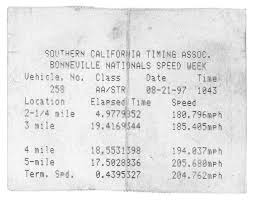 SOUTHERN CALIFORNIA TIMING ASSOC.
BONNEVILLE NATIONALS SPEED WEEK
Vehicle, No. Class Date Time
258 AA/STR 08-21-97 1043
Location Elapsed Time Speed
2-1/4 mile 4.9779352 180.796mph
3 mile 19.4169344 185.405mph
4 mile 18.5531398 194.037mph
5 mile 17.5028336 205.680mph
Term. Spd. 0.4395327 204.762mph